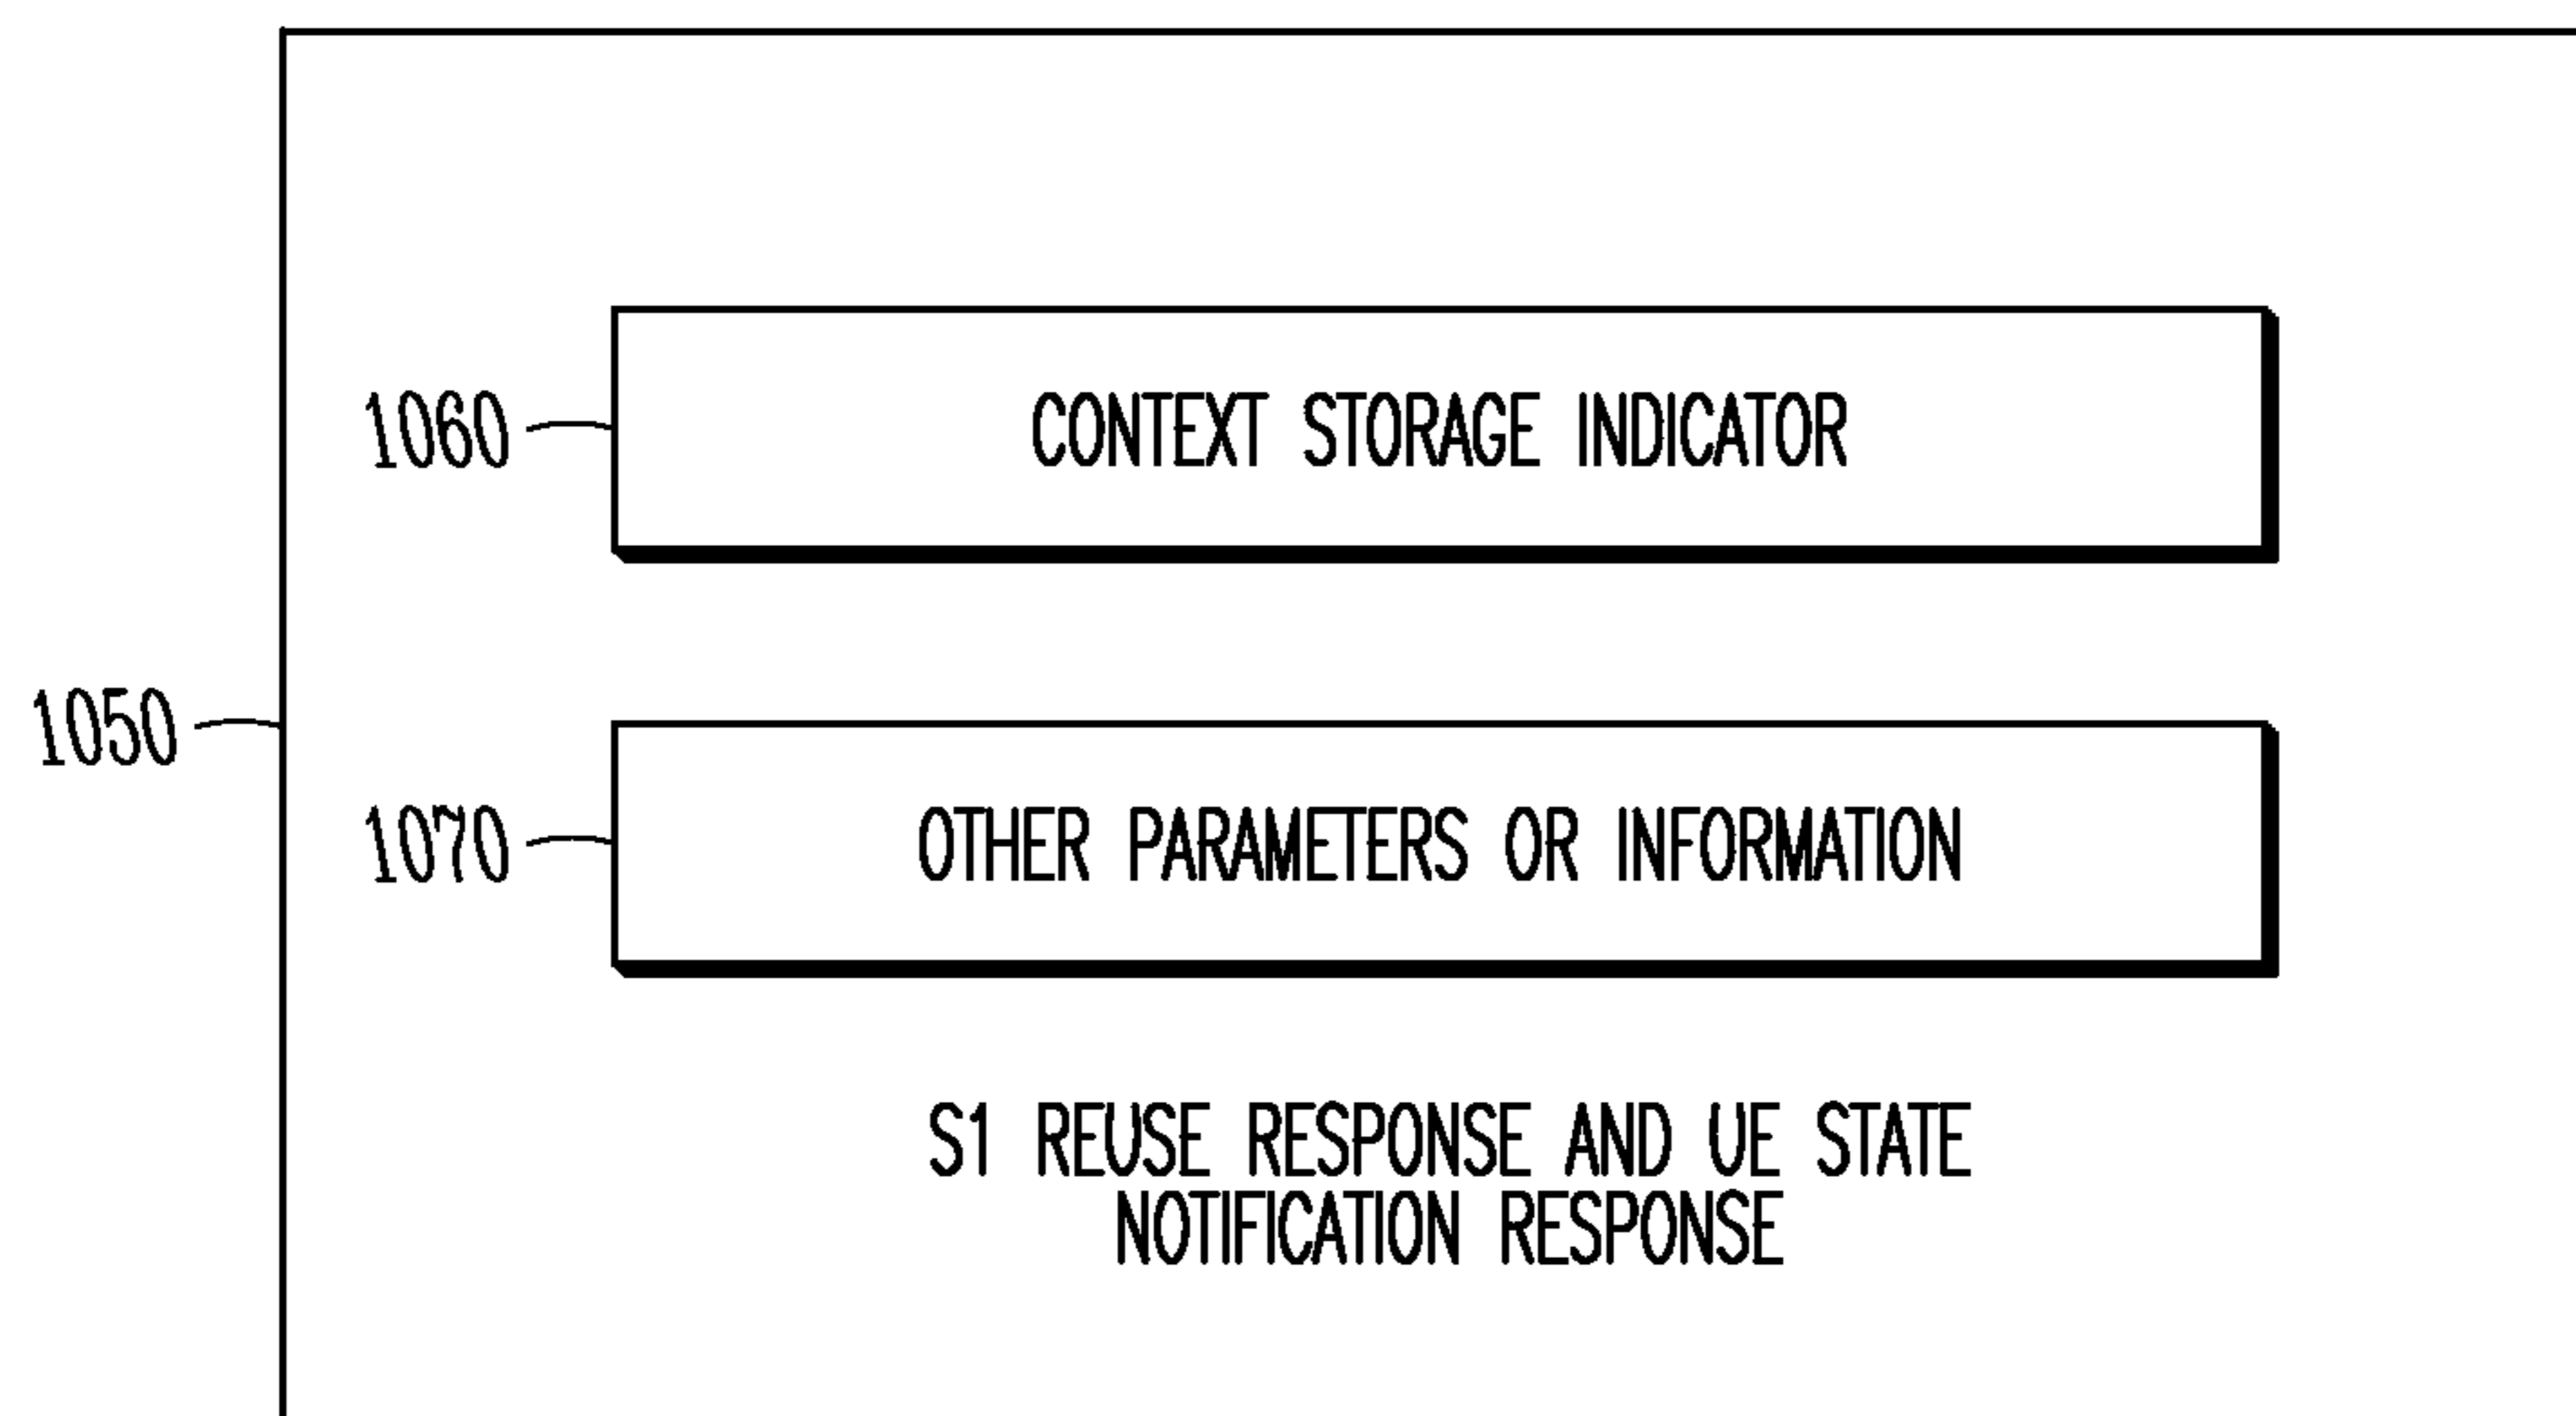 1060 CONTEXT STORAGE INDICATOR
1050
1070 OTHER PARAMETERS OR INFORMATION
S1 REUSE RESPONSE AND UE STATE
NOTIFICATION RESPONSE